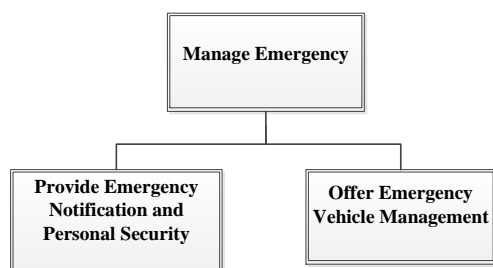 Manage Emergency
Provide Emergency
Notification and
Personal Security
Offer Emergency
Vehicle Management